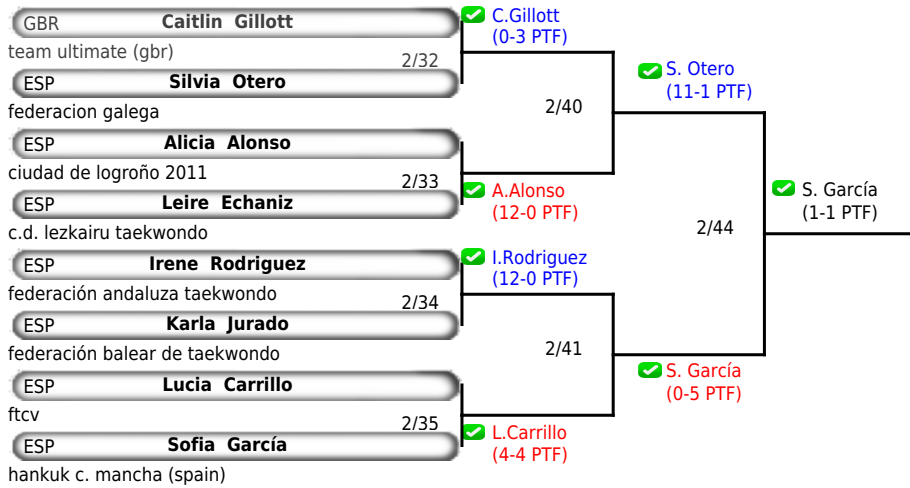 GBR Caitlin Gillott
team ultimate (gbr)
2/32
ESP Silvia Otero
federacion galega
ESP Alicia Alonso
ciudad de logroño 2011
2/33
ESP Leire Echaniz
c.d. lezkairu taekwondo
ESP Irene Rodriguez
federación andaluza taekwondo
2/34
ESP Karla Jurado
federación balear de taekwondo
ESP Lucia Carrillo
ftcv
2/35
ESP Sofia García
hankuk c. mancha (spain)
C.Gillott
(0-3 PTF)
2/40
A.Alonso
(12-0 PTF)
I.Rodriguez
(12-0 PTF)
2/41
L.Carrillo
(4-4 PTF)
S. Otero
(11-1 PTF)
2/44
S. García
(0-5 PTF)
S. García
(1-1 PTF)